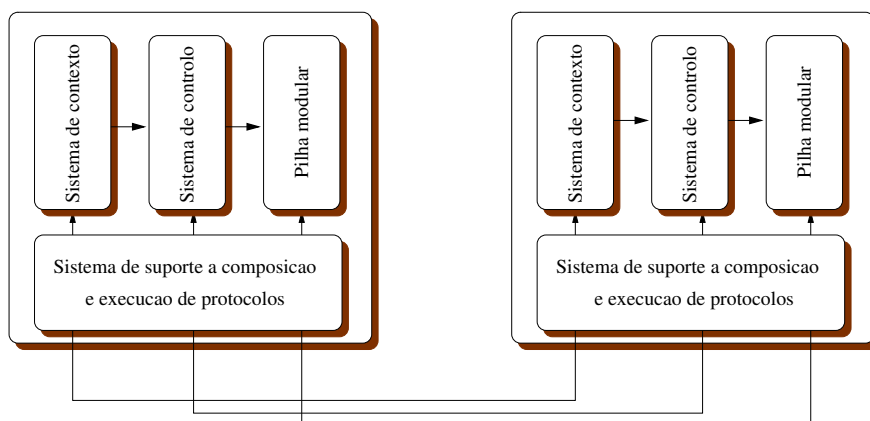 Sistema de contexto
Sistema de controlo
Pilha modular
Sistema de suporte a composicao
e execucao de protocolos
Sistema de contexto
Sistema de controlo
Pilha modular
Sistema de suporte a composicao
e execucao de protocolos